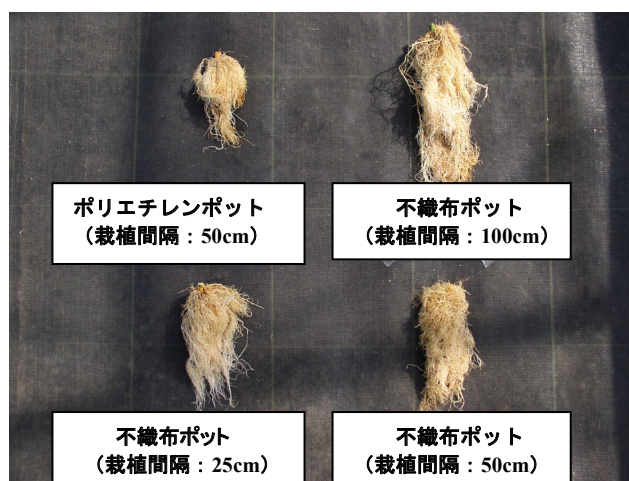 ポリエチレンポット
（栽植間隔：50cm）
不織布ポット
（栽植間隔：100cm）
不織布ポット
（栽植間隔：25cm）
不織布ポット
（栽植間隔：50cm）